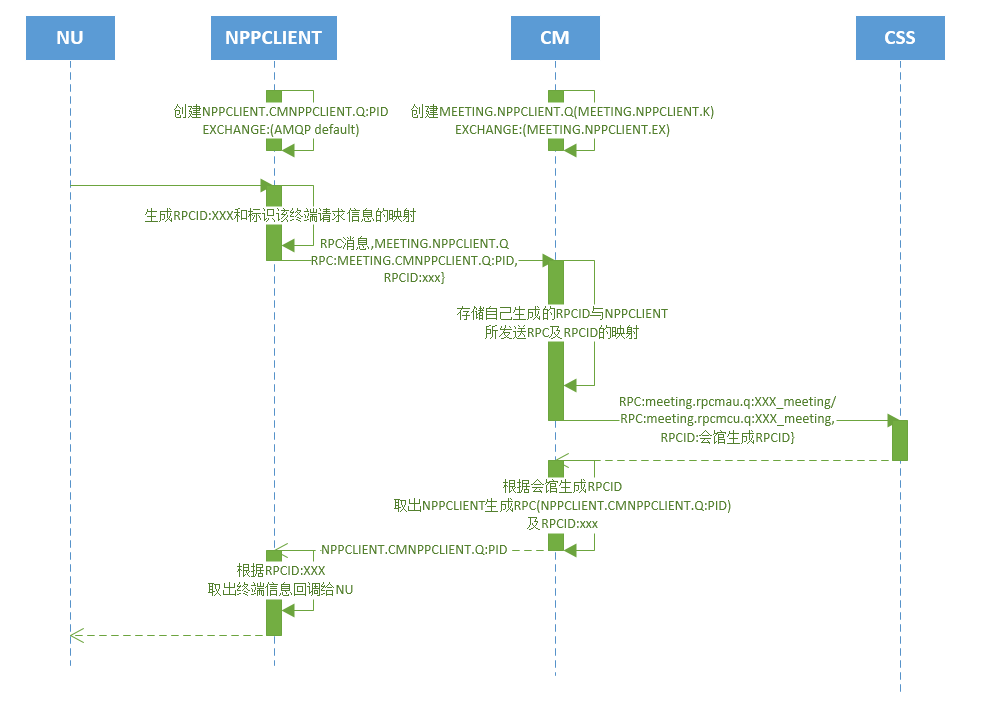 NU
NPPCLIENT
CM
CSS
创建NPPCLIENT.CMNPPCLIENT.Q:PID
EXCHANGE:(AMQP default)
创建MEETING.NPPCLIENT.Q(MEETING.NPPCLIENT.K)
EXCHANGE:(MEETING.NPPCLIENT.EX)
生成RPCID:XXX和标识该终端请求信息的映射
RPC消息,MEETING.NPPCLIENT.Q
RPC:MEETING.CMNPPCLIENT.Q:PID,
RPCID:xxx}
存储自己生成的RPCID与NPPCLIENT
所发送RPC及RPCID的映射
RPC:meeting.rpcmau.q:XXX_meeting/
RPC:meeting.rpcmcu.q:XXX_meeting,
RPCID:会馆生成RPCID}
根据会馆生成RPCID
取出NPPCLIENT生成RPC(NPPCLIENT.CMNPPCLIENT.Q:PID)
及RPCID:xxx
NPPCLIENT.CMNPPCLIENT.Q:PID
根据RPCID:XXX
取出终端信息回调给NU